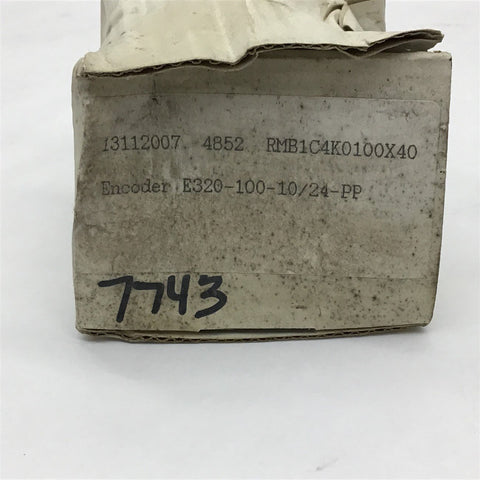 13112007 4852 RMB1C4K0100X40
Encoder E320-100-10/24-PP
7743